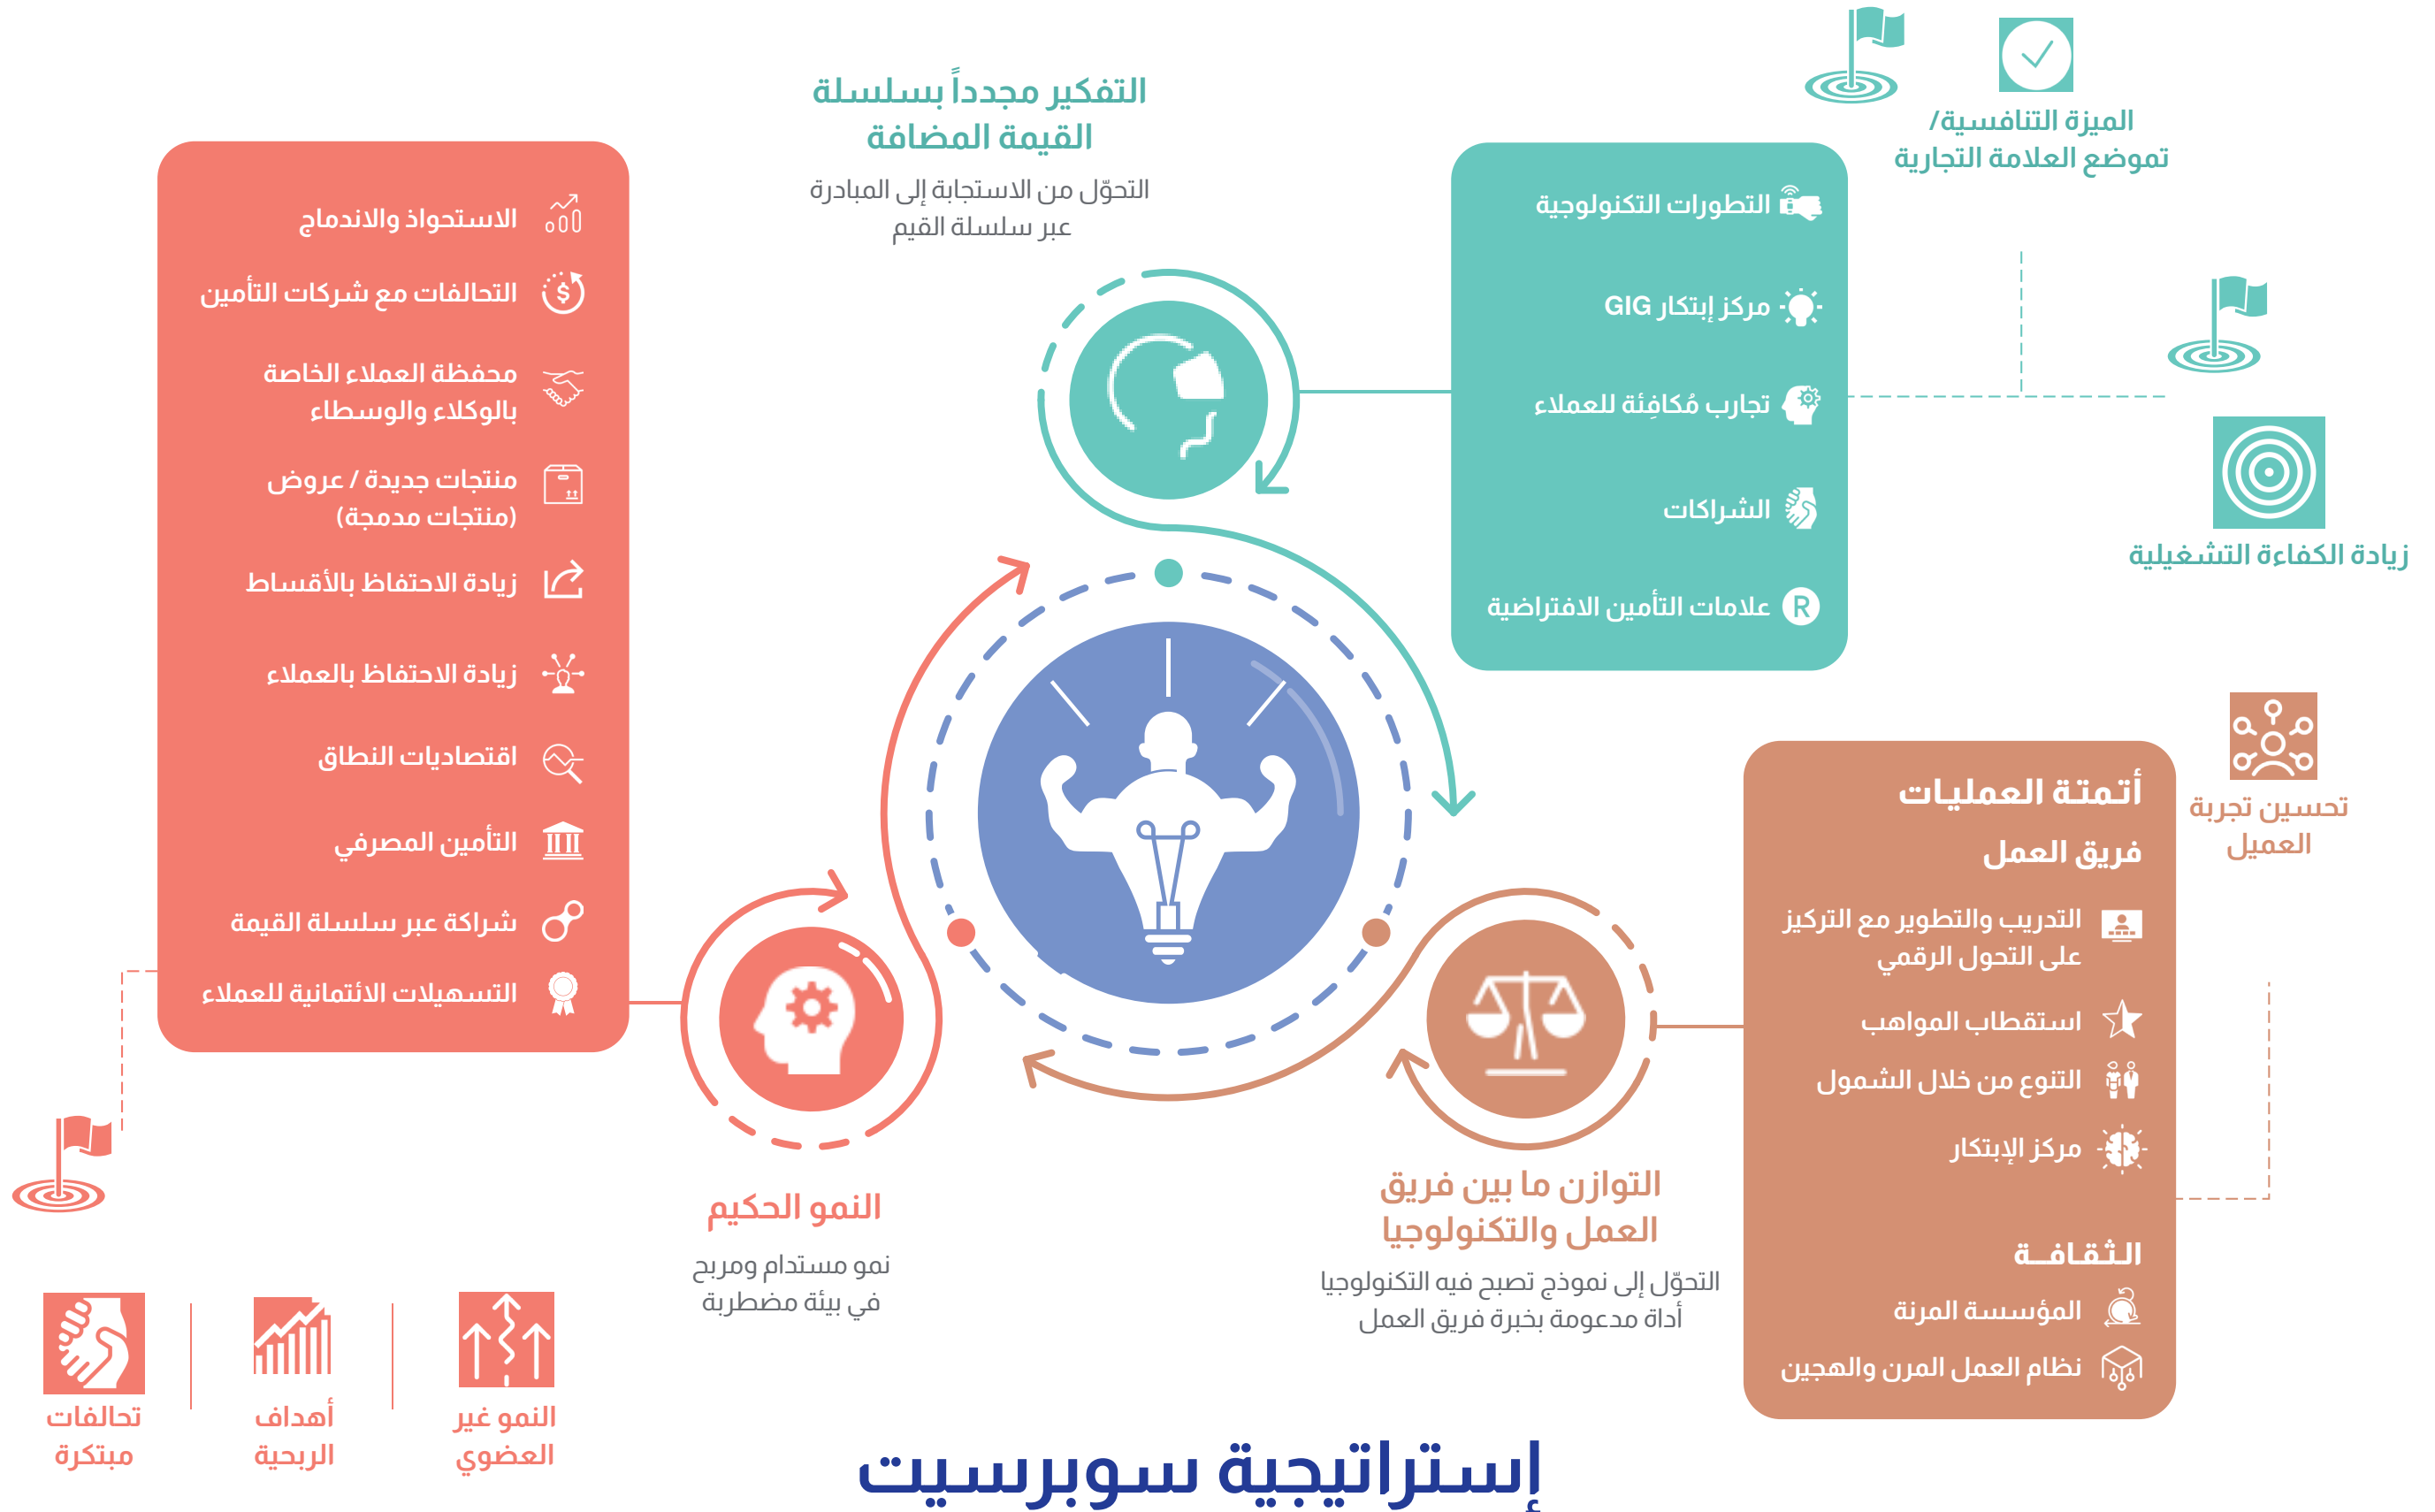 التفكير مجدداً بسلسلة
القيمة المضافة
التحوّل من الاستجابة إلى المبادرة
عبر سلسلة القيم
الميزة التنافسية/
تموضع العلامة التجارية
التطورات التكنولوجية
مركز إبتكار GIG
تجارب مُكافِئة للعملاء
الشراكات
R
علامات التأمين الافتراضية
زيادة الكفاءة التشغيلية
تحسين تجربة
العميل
أتمتة العمليات
فريق العمل
التدريب والتطوير مع التركيز
على التحول الرقمي
استقطاب المواهب
التنوع من خلال الشمول
مركز الإبتكار
الثقافة
المؤسسة المرنة
نظام العمل المرن والهجين
التوازن ما بين فريق
العمل والتكنولوجيا
التحوّل إلى نموذج تصبح فيه التكنولوجيا
أداة مدعومة بخبرة فريق العمل
الاستحواذ والاندماج
$
التحالفات مع شركات التأمين
محفظة العملاء الخاصة
بالوكلاء والوسطاء
منتجات جديدة / عروض
(منتجات مدمجة)
زيادة الاحتفاظ بالأقساط
زيادة الاحتفاظ بالعملاء
اقتصاديات النطاق
التأمين المصرفي
شراكة عبر سلسلة القيمة
التسهيلات الائتمانية للعملاء
النمو الحكيم
نمو مستدام ومربح
في بيئة مضطربة
النمو غير
العضوي
أهداف
الربحية
تحالفات
مبتكرة
إستراتيجية سوبرسيت